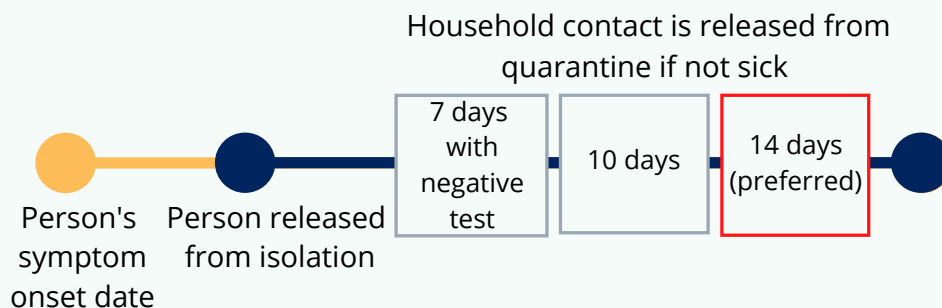 Household contact is released from
quarantine if not sick
7 days
with
negative
test
10 days
14 days
(preferred)
Person's
symptom
onset date
Person released
from isolation